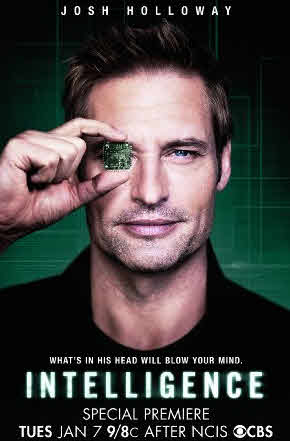 JOSH HOLLOWAY
WHAT'S IN HIS HEAD WILL BLOW YOUR MIND.
INTELLIGENCE
SPECIAL PREMIERE
TUES JAN 7 9/8c AFTER NCIS CBS